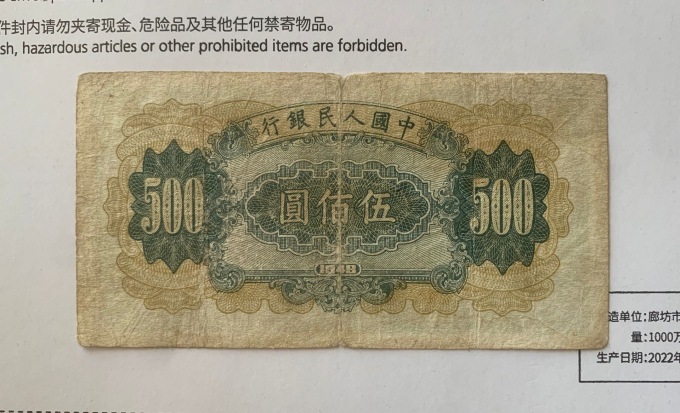 件封内请勿夹寄现金、危险品及其他任何禁寄物品。
sh, hazardous articles or other prohibited items are forbidden.
行銀民人國中
500
圓佰伍
500
1948
造单位:廊坊市
量:1000万
生产日期:2022年